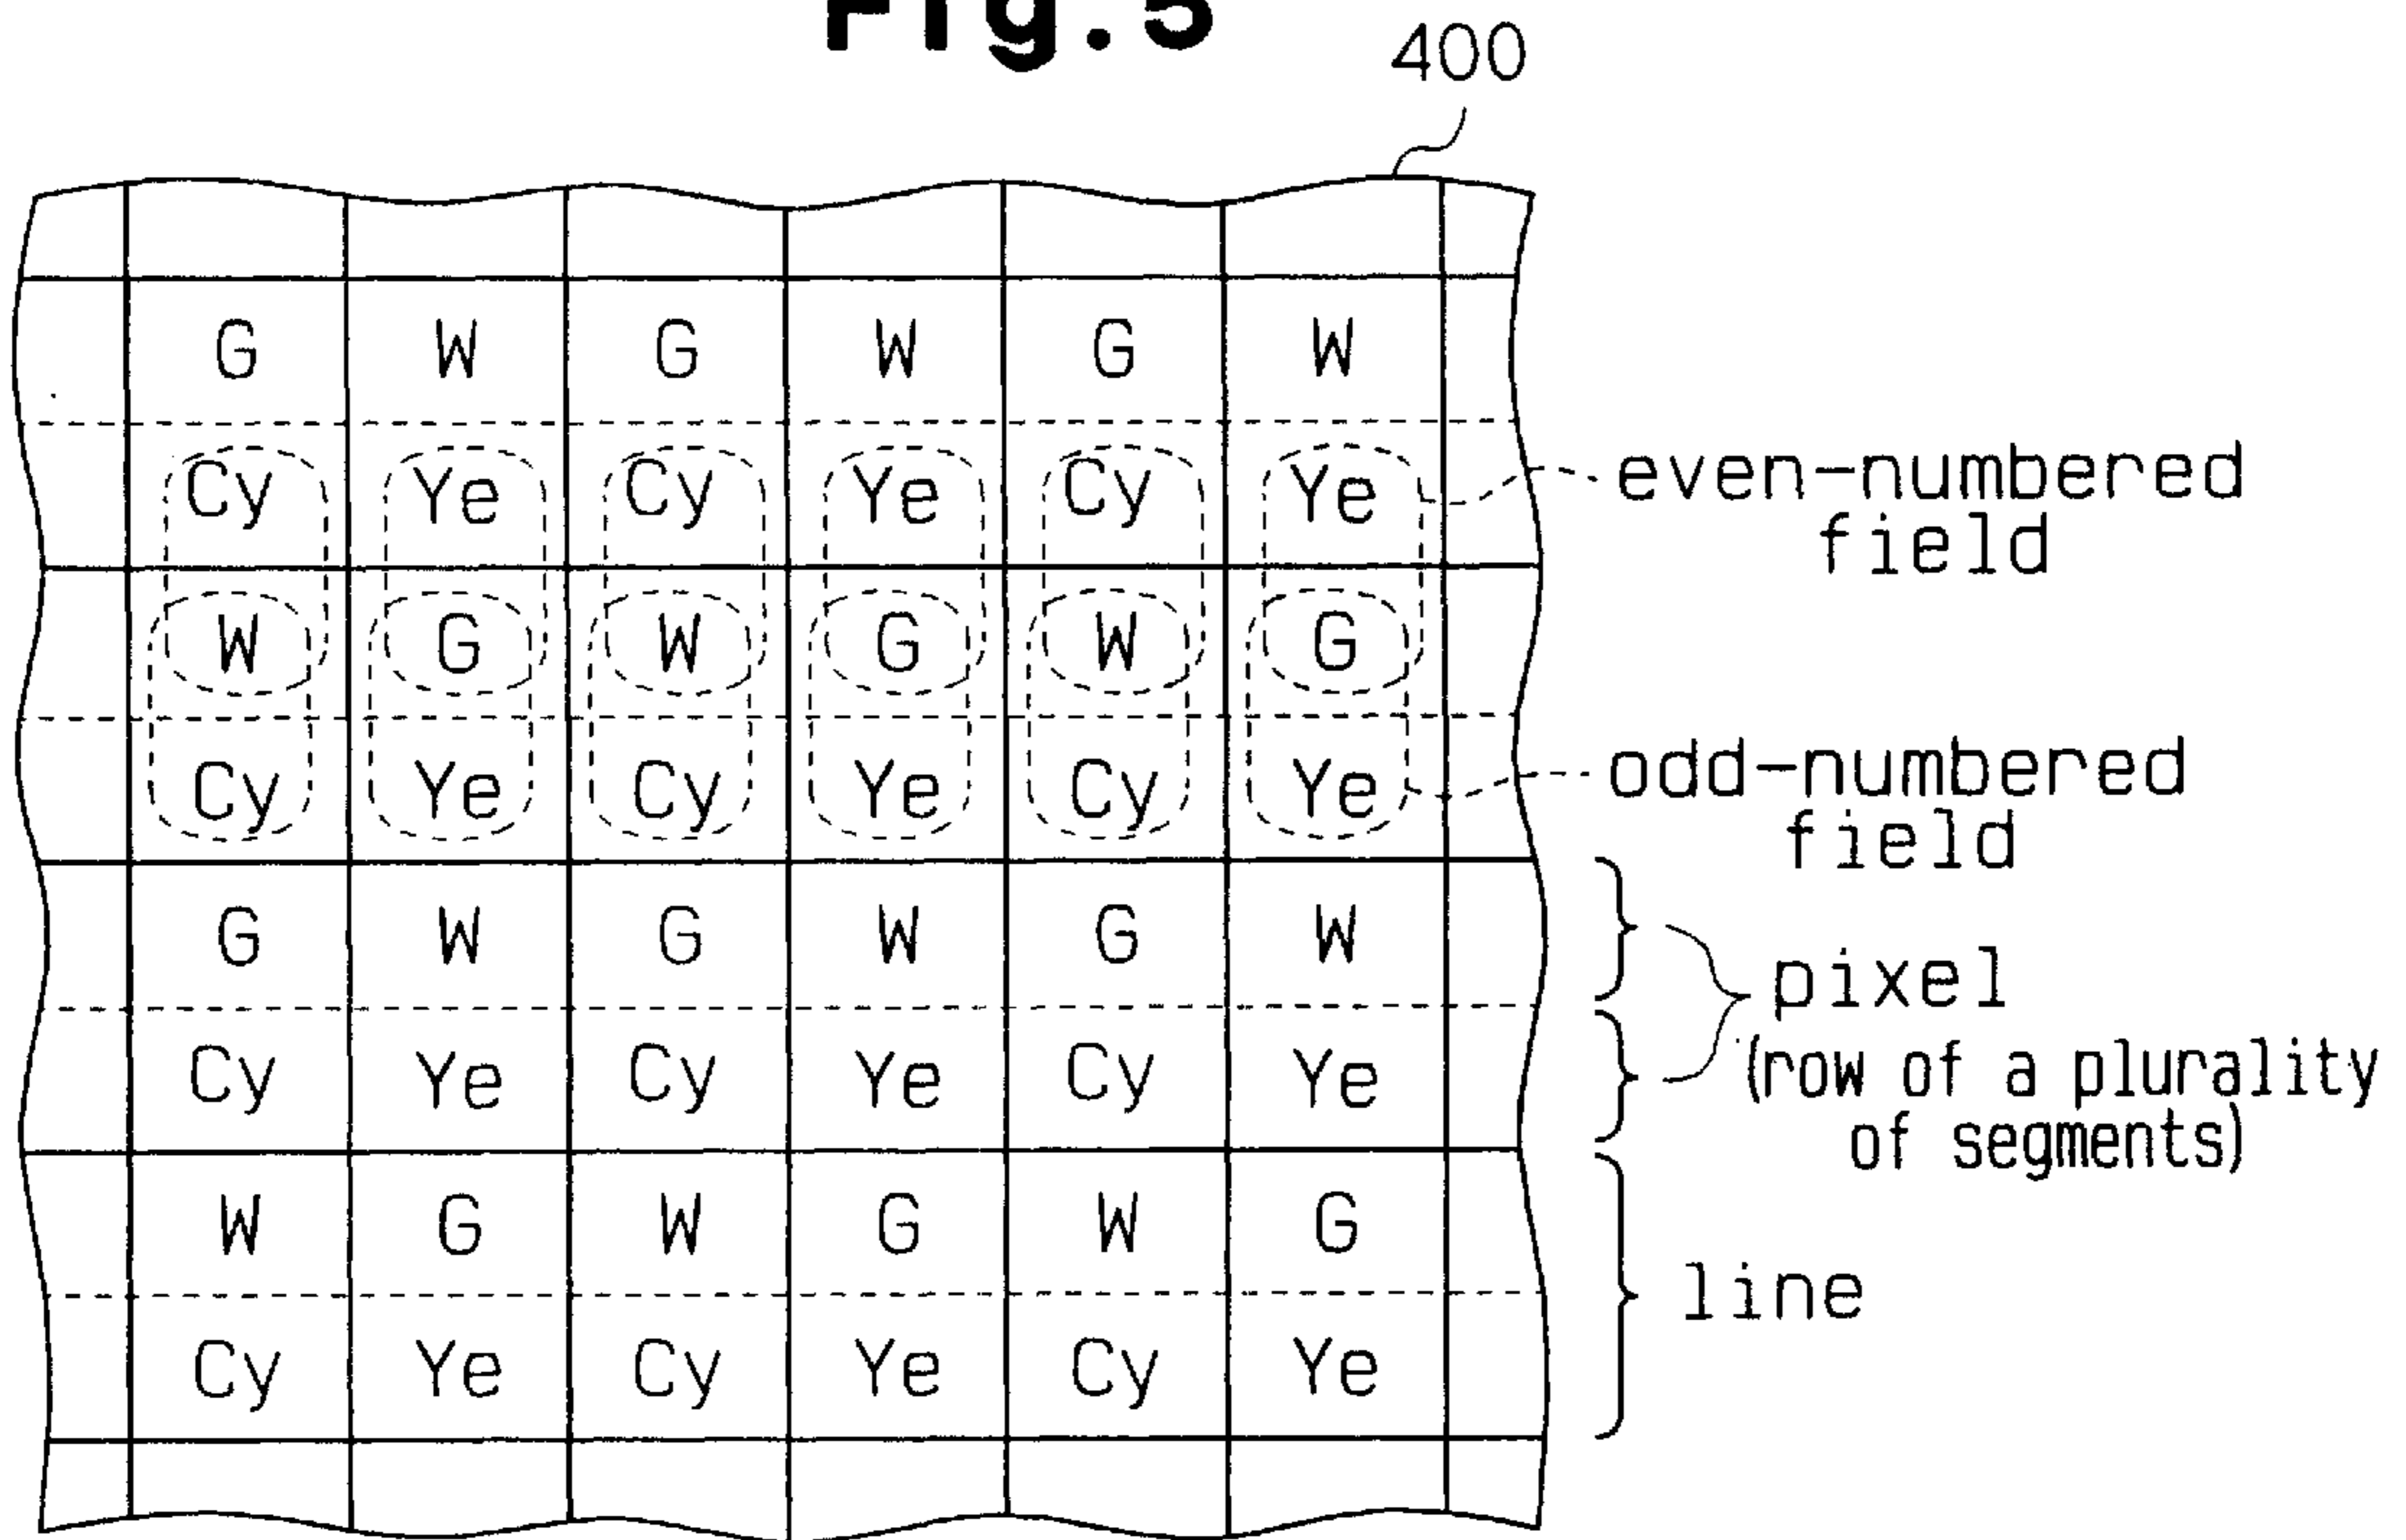 Fig.5
400
G W G W G W
Cy Ye Cy Ye Cy Ye
even-numbered
field
W G W G W G
Cy Ye Cy Ye Cy Ye
odd-numbered
field
G W G W G W
pixel
Cy Ye Cy Ye Cy Ye
(row of a plurality
of segments)
W G W G W G
line
Cy Ye Cy Ye Cy Ye